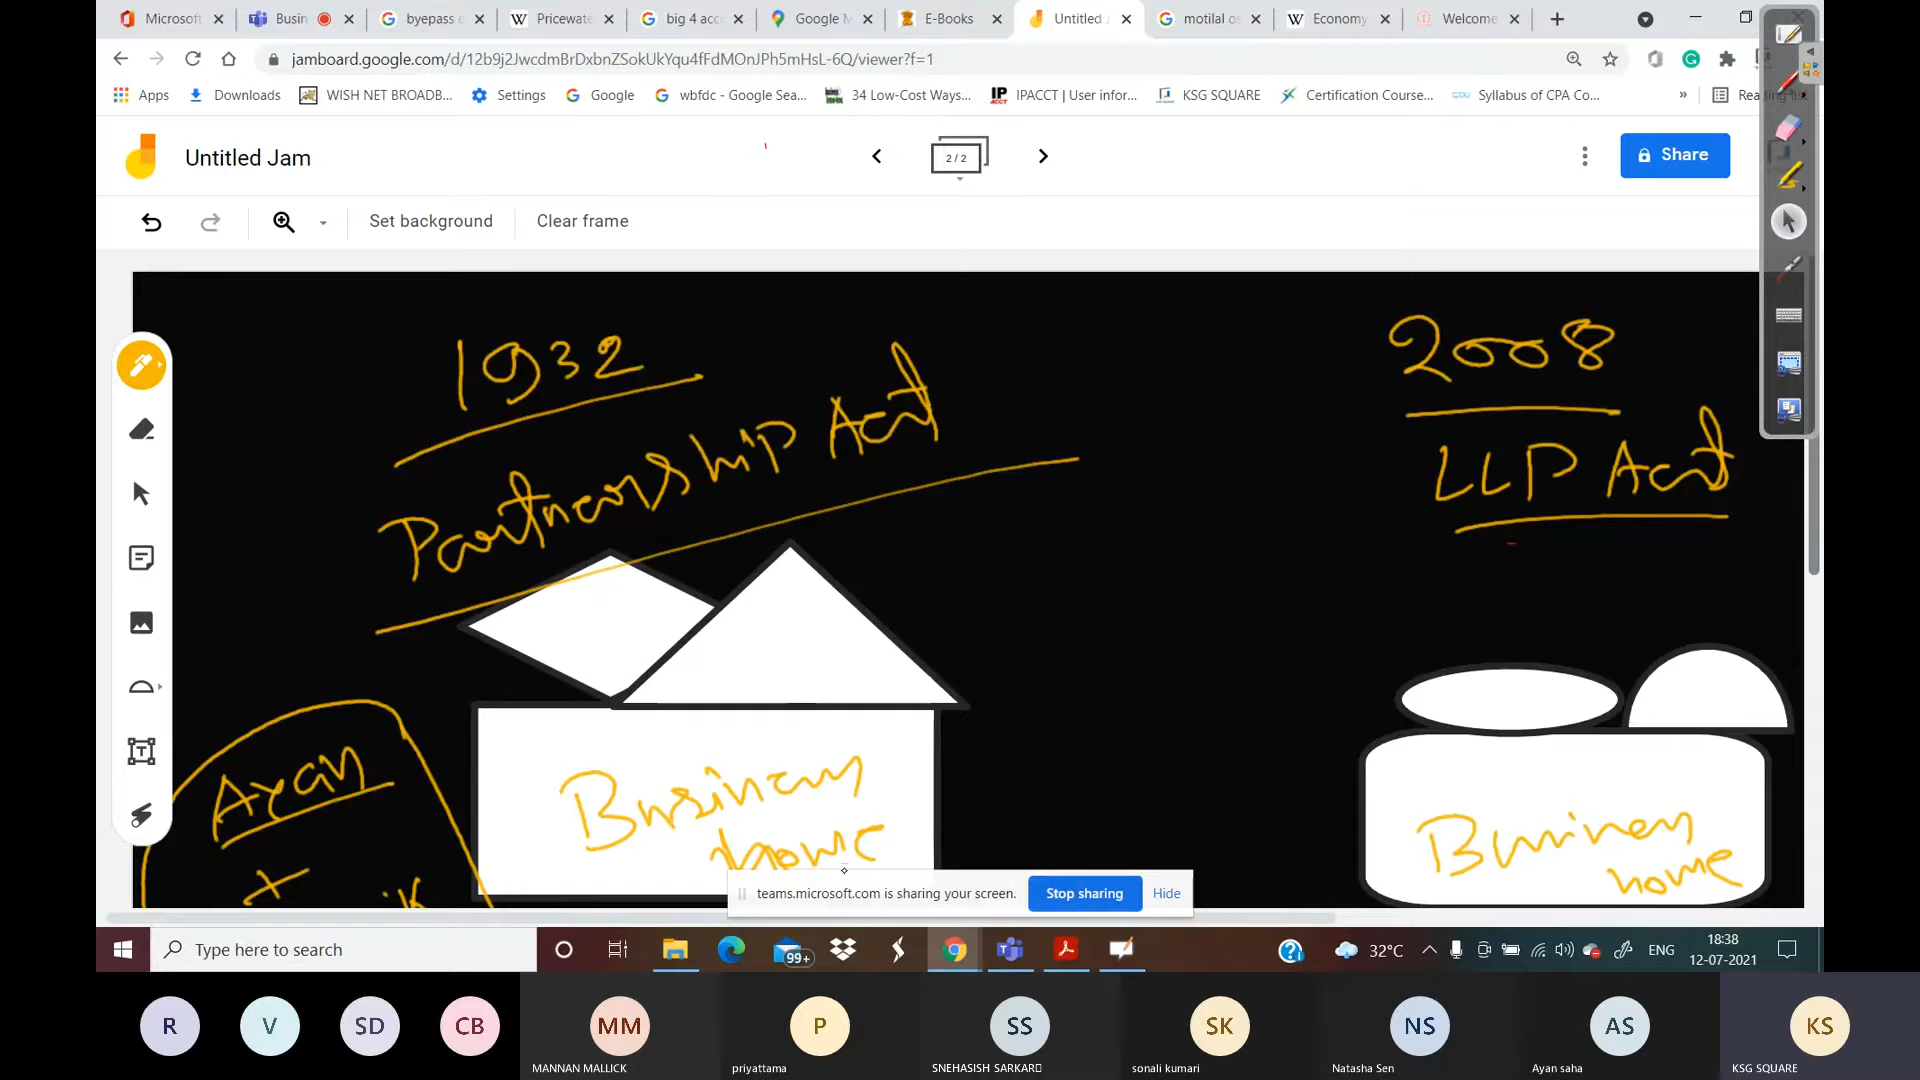 Microsoft
Busin
byepass
Pricewate
big 4 acc
Google M
E-Books
Untitled J
motilal os
Economy
Welcome
jamboard.google.com/d/12b9j2JwcdmBrDxbnZSokUkYqu4fFdMOnJPh5mHsL-6Q/viewer?f=1
Apps
Downloads
WISH NET BROADB...
Settings
Google
wbfdc - Google Sea...
34 Low-Cost Ways...
IPACCT | User infor...
KSG SQUARE
Certification Course...
Syllabus of CPA Co...
»
Reading list
Untitled Jam
2 / 2
Share
Set background
Clear frame
1932
Partnership Act
2008
LLP Act
Ayan
+
Business
home
Business
home
teams.microsoft.com is sharing your screen.
Stop sharing
Hide
Type here to search
99+
32°C
ENG
18:38
12-07-2021
R
V
SD
CB
MM
P
SS
SK
NS
AS
KS
MANNAN MALLICK
priyattama
SNEHASISH SARKAR
sonali kumari
Natasha Sen
Ayan saha
KSG SQUARE